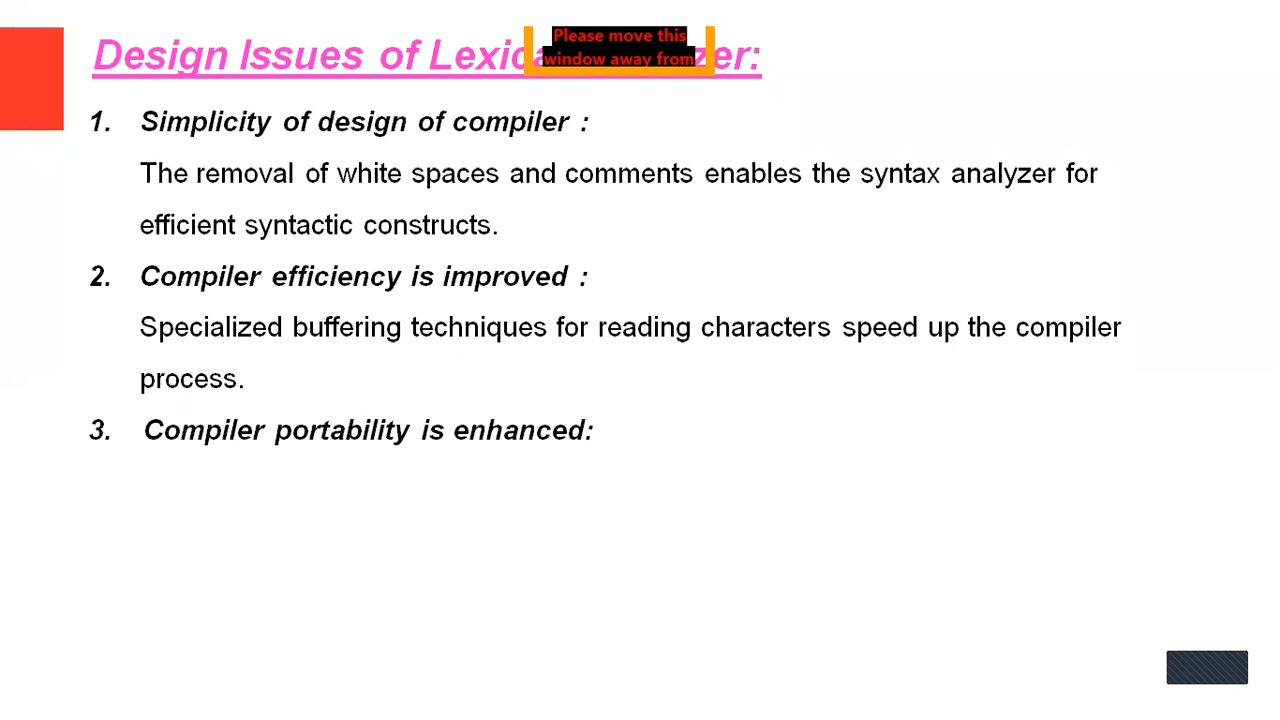 Design Issues of Lexica zer:
Please move this
window away from
1. Simplicity of design of compiler :
The removal of white spaces and comments enables the syntax analyzer for
efficient syntactic constructs.
2. Compiler efficiency is improved :
Specialized buffering techniques for reading characters speed up the compiler
process.
3. Compiler portability is enhanced: